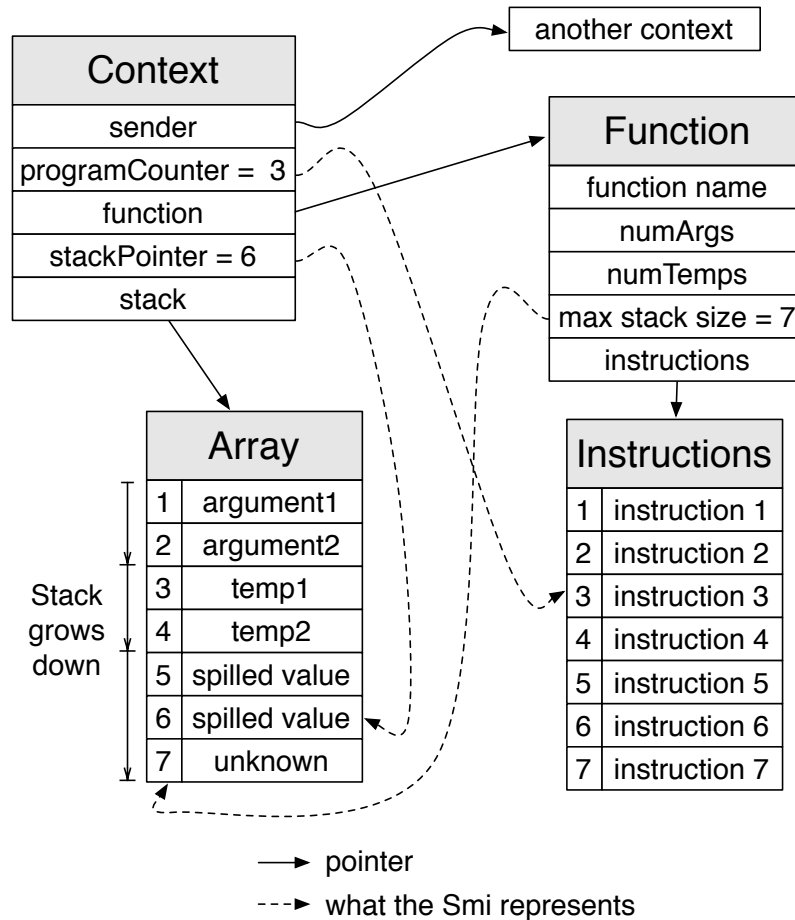 another context
Context
sender
programCounter = 3
function
stackPointer = 6
stack
Function
function name
numArgs
numTemps
max stack size = 7
instructions
Array
1 argument1
2 argument2
3 temp1
4 temp2
5 spilled value
6 spilled value
7 unknown
Stack
grows
down
Instructions
1 instruction 1
2 instruction 2
3 instruction 3
4 instruction 4
5 instruction 5
6 instruction 6
7 instruction 7
pointer
what the Smi represents